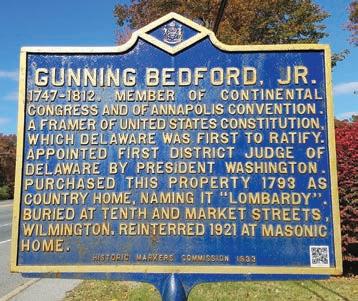 GUNNING BEDFORD, JR.
1747-1812. MEMBER OF CONTINENTAL
CONGRESS AND OF ANNAPOLIS CONVENTION.
A FRAMER OF UNITED STATES CONSTITUTION,
WHICH DELAWARE WAS FIRST TO RATIFY.
APPOINTED FIRST DISTRICT JUDGE OF
DELAWARE BY PRESIDENT WASHINGTON.
PURCHASED THIS PROPERTY 1793 AS
COUNTRY HOME, NAMING IT "LOMBARDY".
BURIED AT TENTH AND MARKET STREETS,
WILMINGTON. REINTERRED 1921 AT MASONIC
HOME.
HISTORIC MARKERS COMMISSION 1933